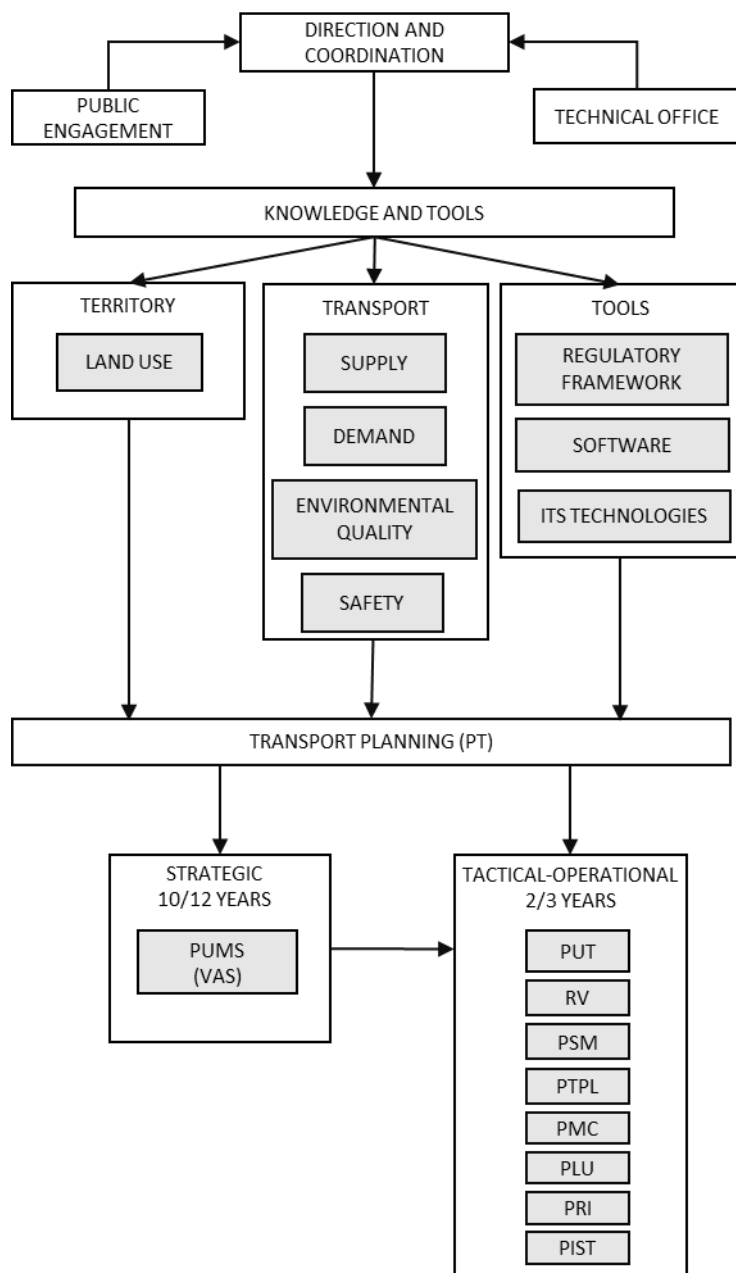 DIRECTION AND
COORDINATION
PUBLIC
ENGAGEMENT
TECHNICAL OFFICE
KNOWLEDGE AND TOOLS
TERRITORY
LAND USE
TRANSPORT
SUPPLY
DEMAND
ENVIRONMENTAL
QUALITY
SAFETY
TOOLS
REGULATORY
FRAMEWORK
SOFTWARE
ITS TECHNOLOGIES
TRANSPORT PLANNING (PT)
STRATEGIC
10/12 YEARS
PUMS
(VAS)
TACTICAL-OPERATIONAL
2/3 YEARS
PUT
RV
PSM
PTPL
PMC
PLU
PRI
PIST